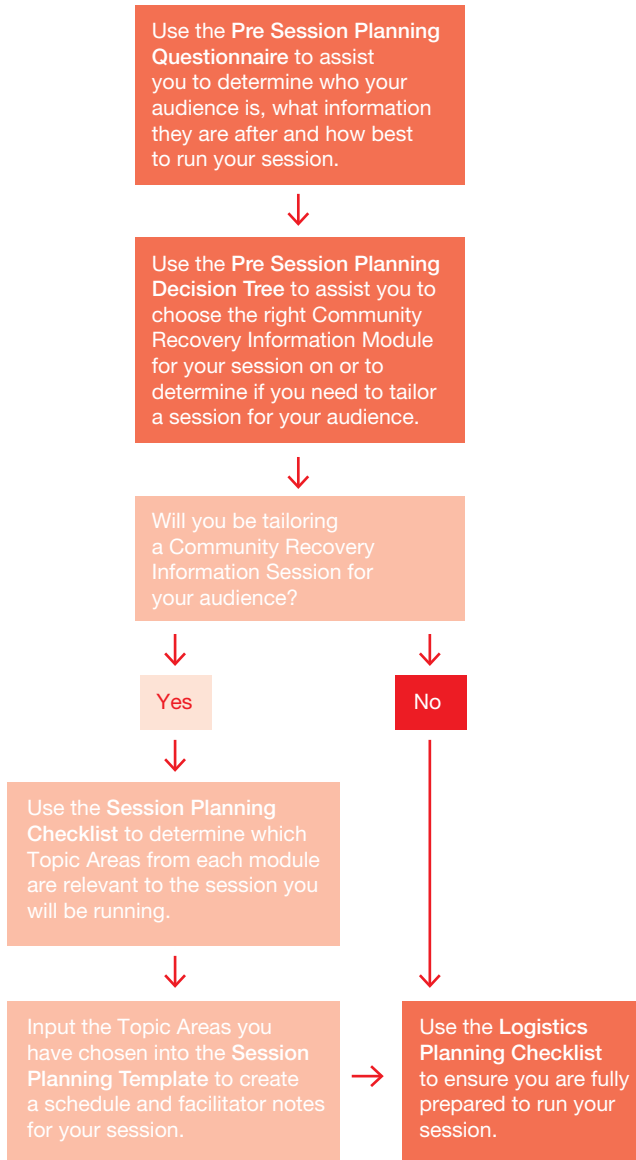 Use the Pre Session Planning
Questionnaire to assist
you to determine who your
audience is, what information
they are after and how best
to run your session.
Use the Pre Session Planning
Decision Tree to assist you to
choose the right Community
Recovery Information Module
for your session on or to
determine if you need to tailor
a session for your audience.
Will you be tailoring
a Community Recovery
Information Session for
your audience?
Yes
No
Use the Session Planning
Checklist to determine which
Topic Areas from each module
are relevant to the session you
will be running.
Input the Topic Areas you
have chosen into the Session
Planning Template to create
a schedule and facilitator notes
for your session.
Use the Logistics
Planning Checklist
to ensure you are fully
prepared to run your
session.